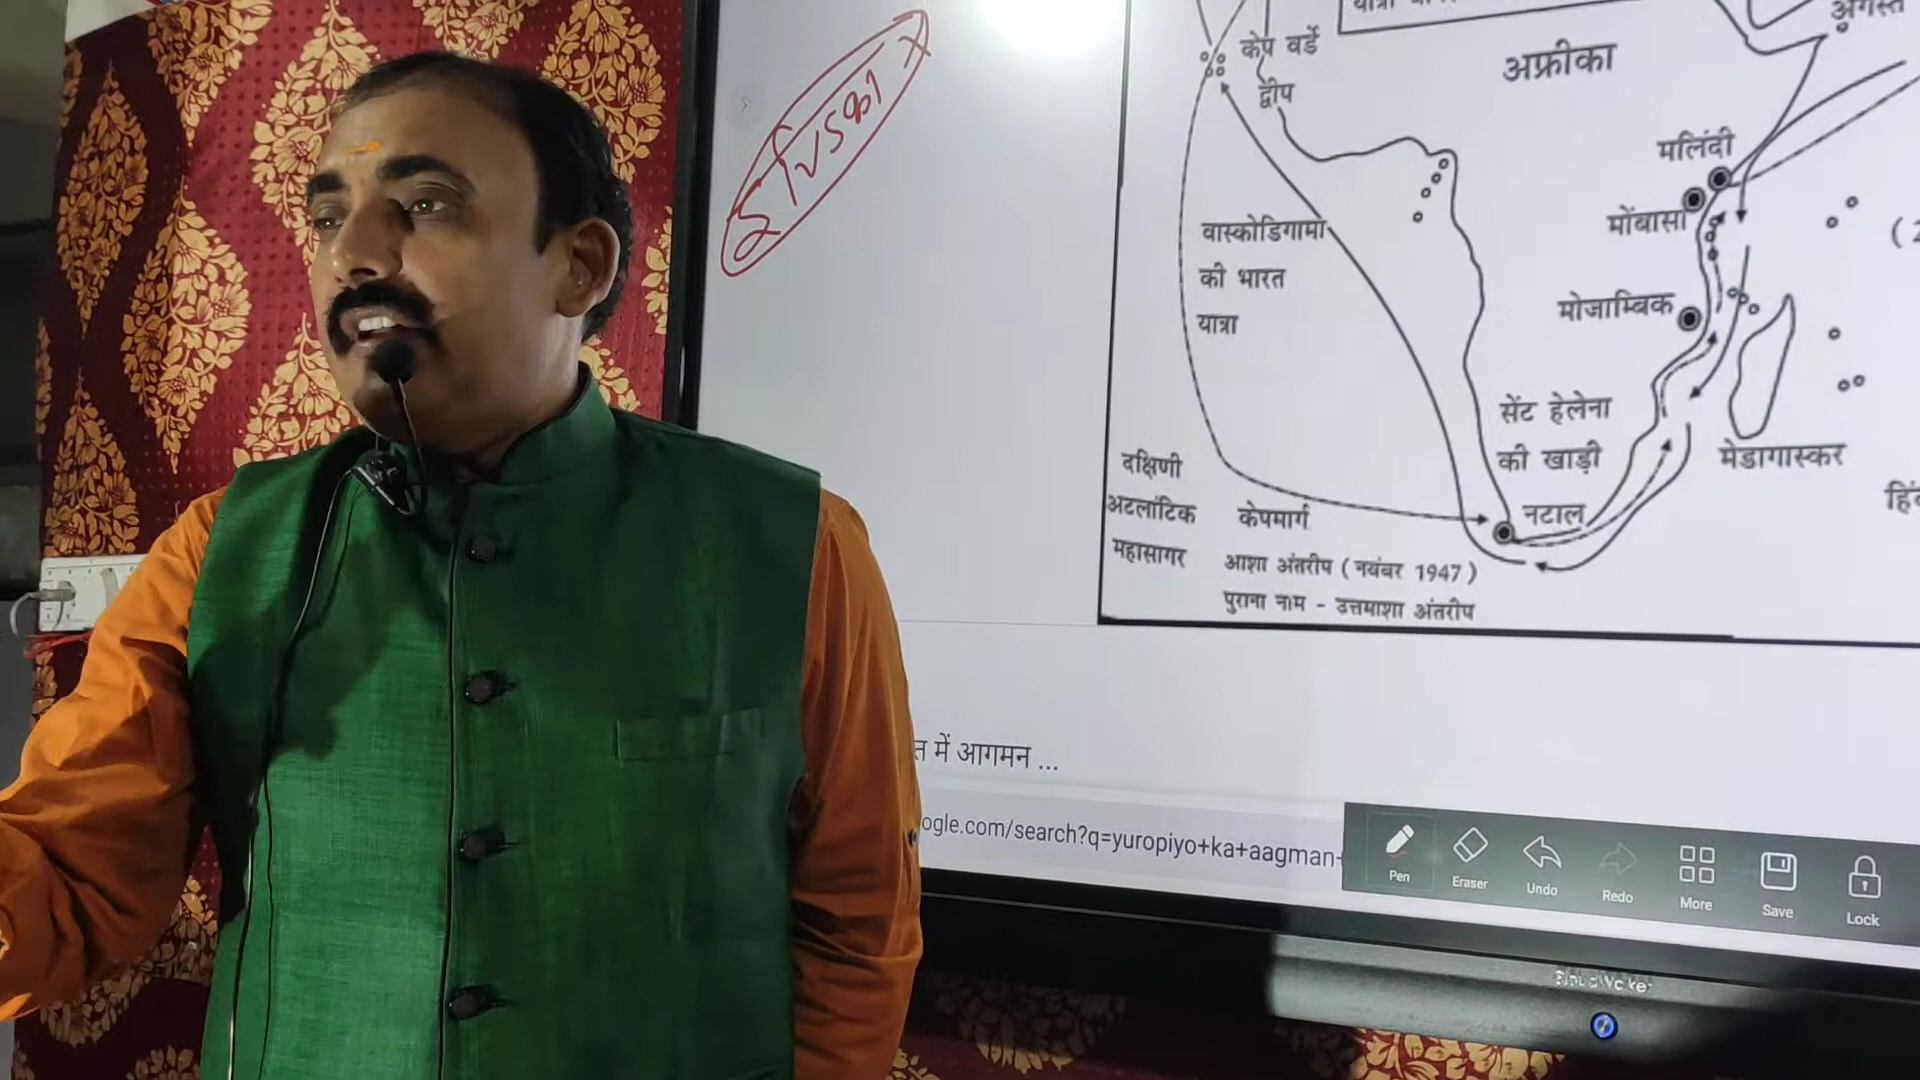 केप वर्डे
द्वीप
अफ्रीका
मलिंदी
मोंबासा
मोजाम्बिक
वास्कोडिगामा
की भारत
यात्रा
सेंट हेलेना
की खाड़ी
मेडागास्कर
नटाल
दक्षिणी
अटलांटिक
महासागर
केपमार्ग
आशा अंतरीप ( नवंबर 1947 )
पुराना नाम - उत्तमाशा अंतरीप
में आगमन ...
ogle.com/search?q=yuropiyo+ka+aagman+
Pen
Eraser
Undo
Redo
More
Save
Lock